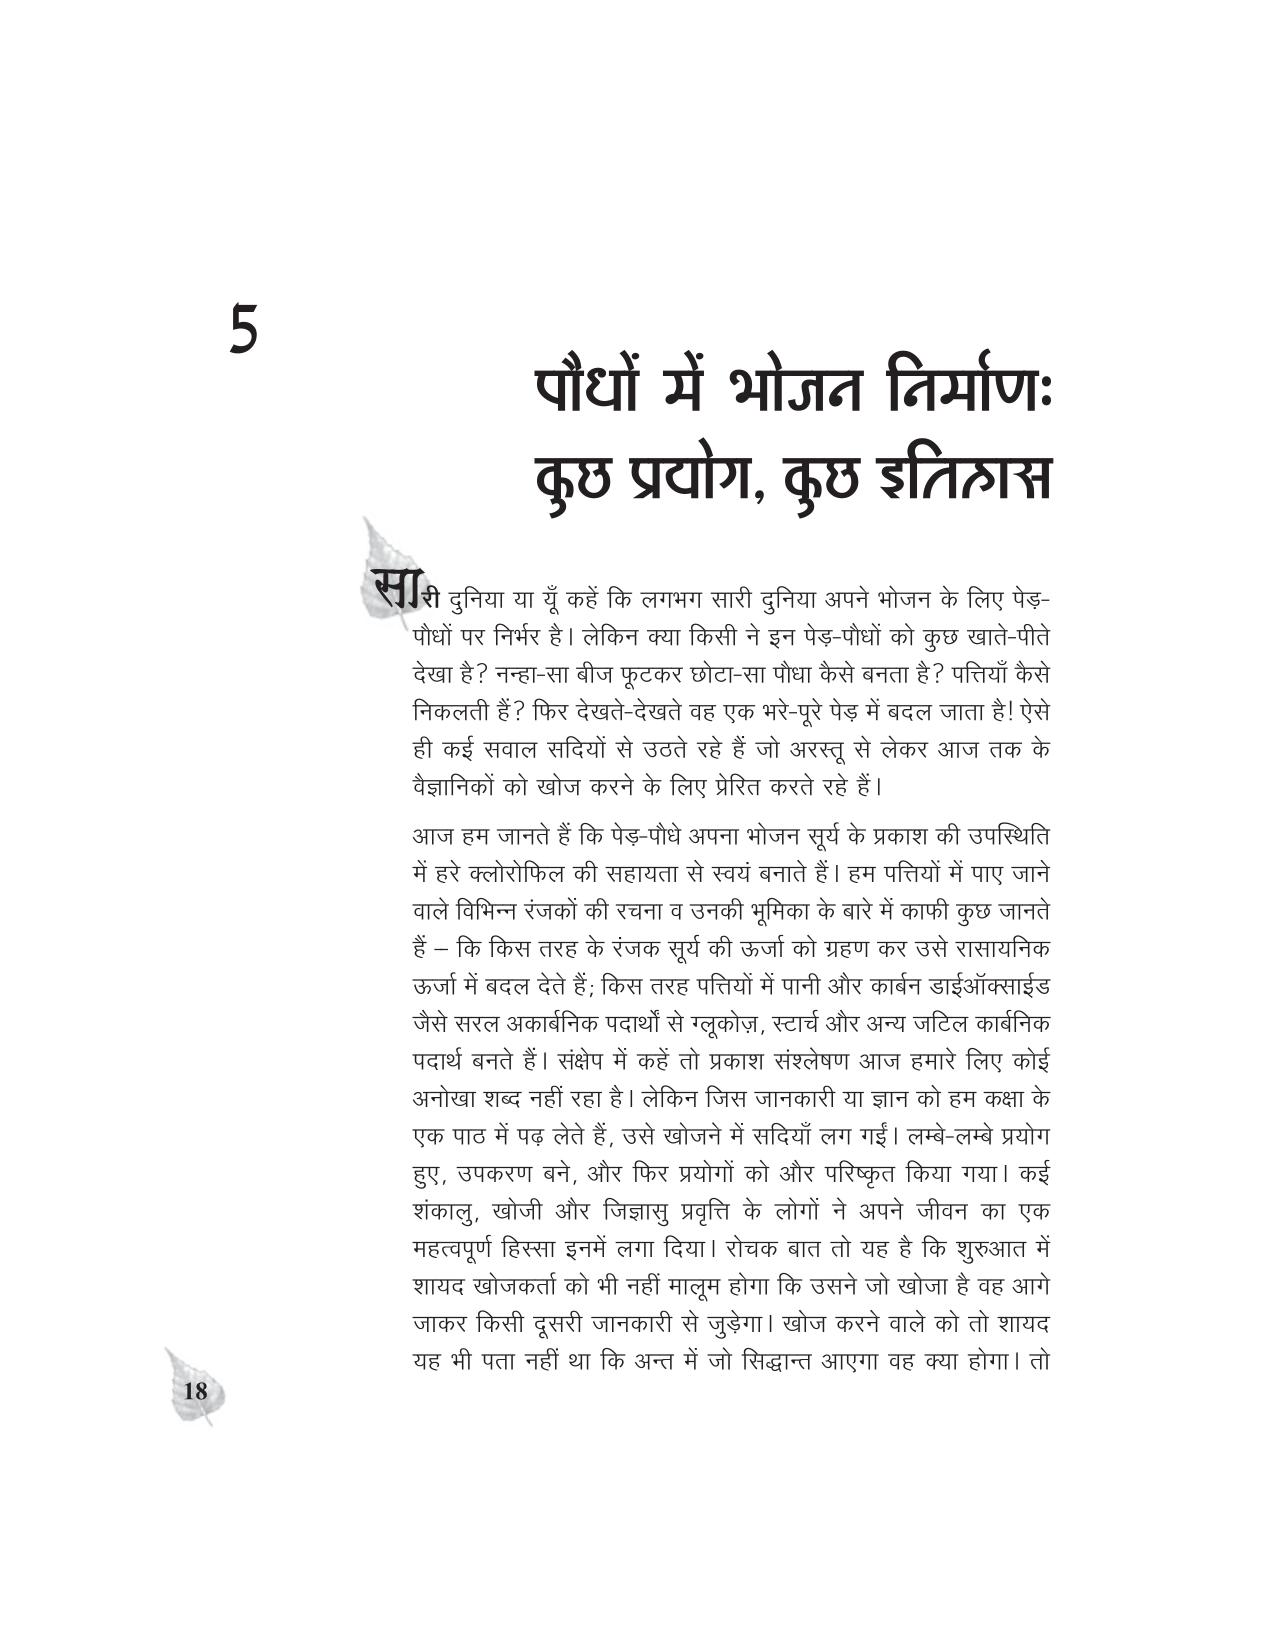 5
पौधों में भोजन निर्माण:
कुछ प्रयोग, कुछ इतिहास
सारी दुनिया या यूँ कहें कि लगभग सारी दुनिया अपने भोजन के लिए पेड़-
पौधों पर निर्भर है। लेकिन क्या किसी ने इन पेड़-पौधों को कुछ खाते-पीते
देखा है? नन्हा-सा बीज फूटकर छोटा-सा पौधा कैसे बनता है? पत्तियाँ कैसे
निकलती हैं? फिर देखते-देखते वह एक भरे-पूरे पेड़ में बदल जाता है! ऐसे
ही कई सवाल सदियों से उठते रहे हैं जो अरस्तू से लेकर आज तक के
वैज्ञानिकों को खोज करने के लिए प्रेरित करते रहे हैं।
आज हम जानते हैं कि पेड़-पौधे अपना भोजन सूर्य के प्रकाश की उपस्थिति
में हरे क्लोरोफिल की सहायता से स्वयं बनाते हैं। हम पत्तियों में पाए जाने
वाले विभिन्न रंजकों की रचना व उनकी भूमिका के बारे में काफी कुछ जानते
हैं – कि किस तरह के रंजक सूर्य की ऊर्जा को ग्रहण कर उसे रासायनिक
ऊर्जा में बदल देते हैं; किस तरह पत्तियों में पानी और कार्बन डाईऑक्साईड
जैसे सरल अकार्बनिक पदार्थों से ग्लूकोज़, स्टार्च और अन्य जटिल कार्बनिक
पदार्थ बनते हैं। संक्षेप में कहें तो प्रकाश संश्लेषण आज हमारे लिए कोई
अनोखा शब्द नहीं रहा है। लेकिन जिस जानकारी या ज्ञान को हम कक्षा के
एक पाठ में पढ़ लेते हैं, उसे खोजने में सदियाँ लग गईं। लम्बे-लम्बे प्रयोग
हुए, उपकरण बने, और फिर प्रयोगों को और परिष्कृत किया गया। कई
शंकालु, खोजी और जिज्ञासु प्रवृत्ति के लोगों ने अपने जीवन का एक
महत्वपूर्ण हिस्सा इनमें लगा दिया। रोचक बात तो यह है कि शुरुआत में
शायद खोजकर्ता को भी नहीं मालूम होगा कि उसने जो खोजा है वह आगे
जाकर किसी दूसरी जानकारी से जुड़ेगा। खोज करने वाले को तो शायद
यह भी पता नहीं था कि अन्त में जो सिद्धान्त आएगा वह क्या होगा। तो
18